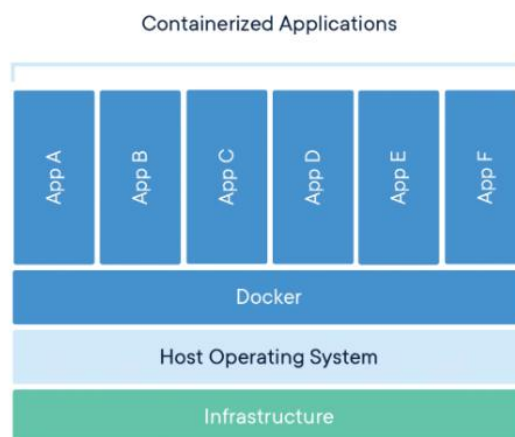 Containerized Applications
App A
App B
App C
App D
App E
App F
Docker
Host Operating System
Infrastructure